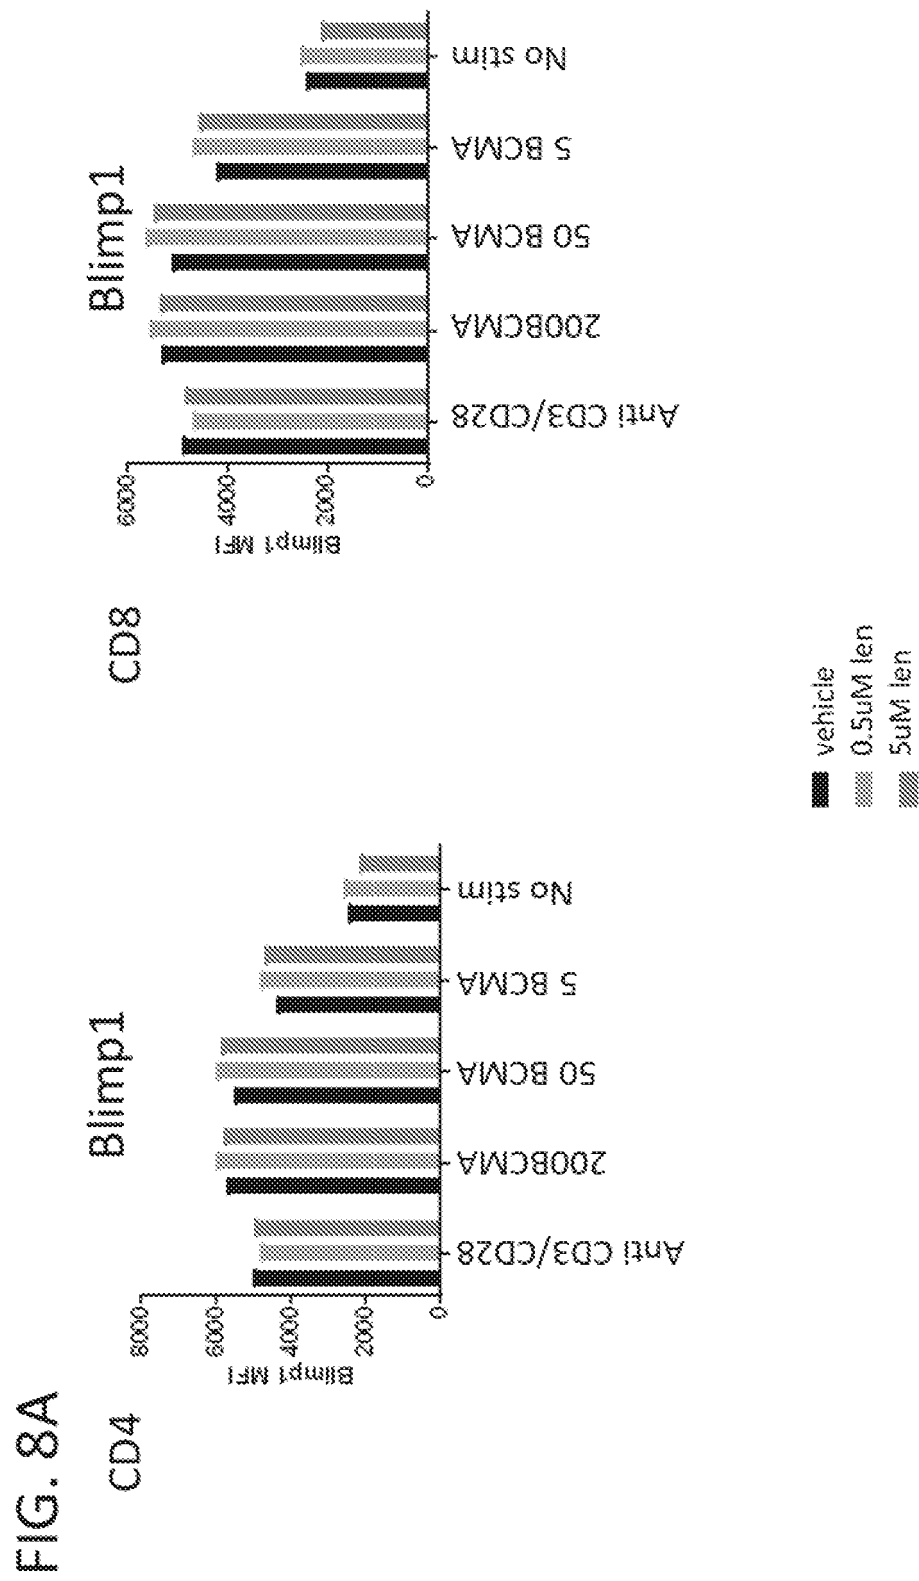 FIG. 8A
CD4
Blimp1
Blimp1 MFI
8000
6000
4000
2000
0
Anti CD3/CD28
200BCMA
50 BCMA
5 BCMA
No stim
CD8
Blimp1
Blimp1 MFI
6000
4000
2000
0
Anti CD3/CD28
200BCMA
50 BCMA
5 BCMA
No stim
vehicle
0.5uM len
5uM len